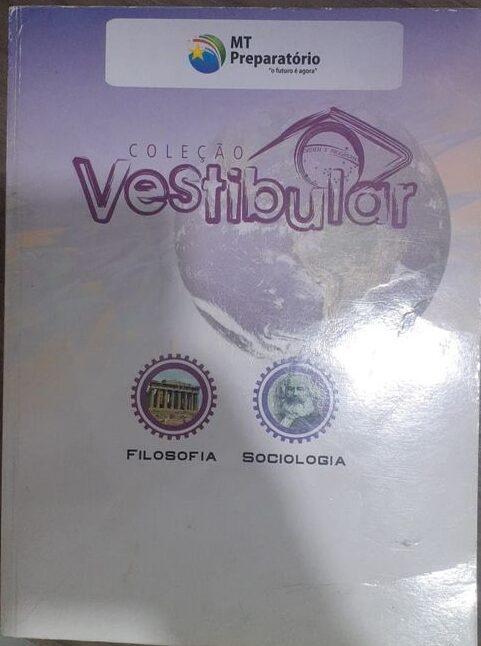 MT
Preparatório
"o futuro é agora"
COLEÇÃO
Vestibular
FILOSOFIA SOCIOLOGIA